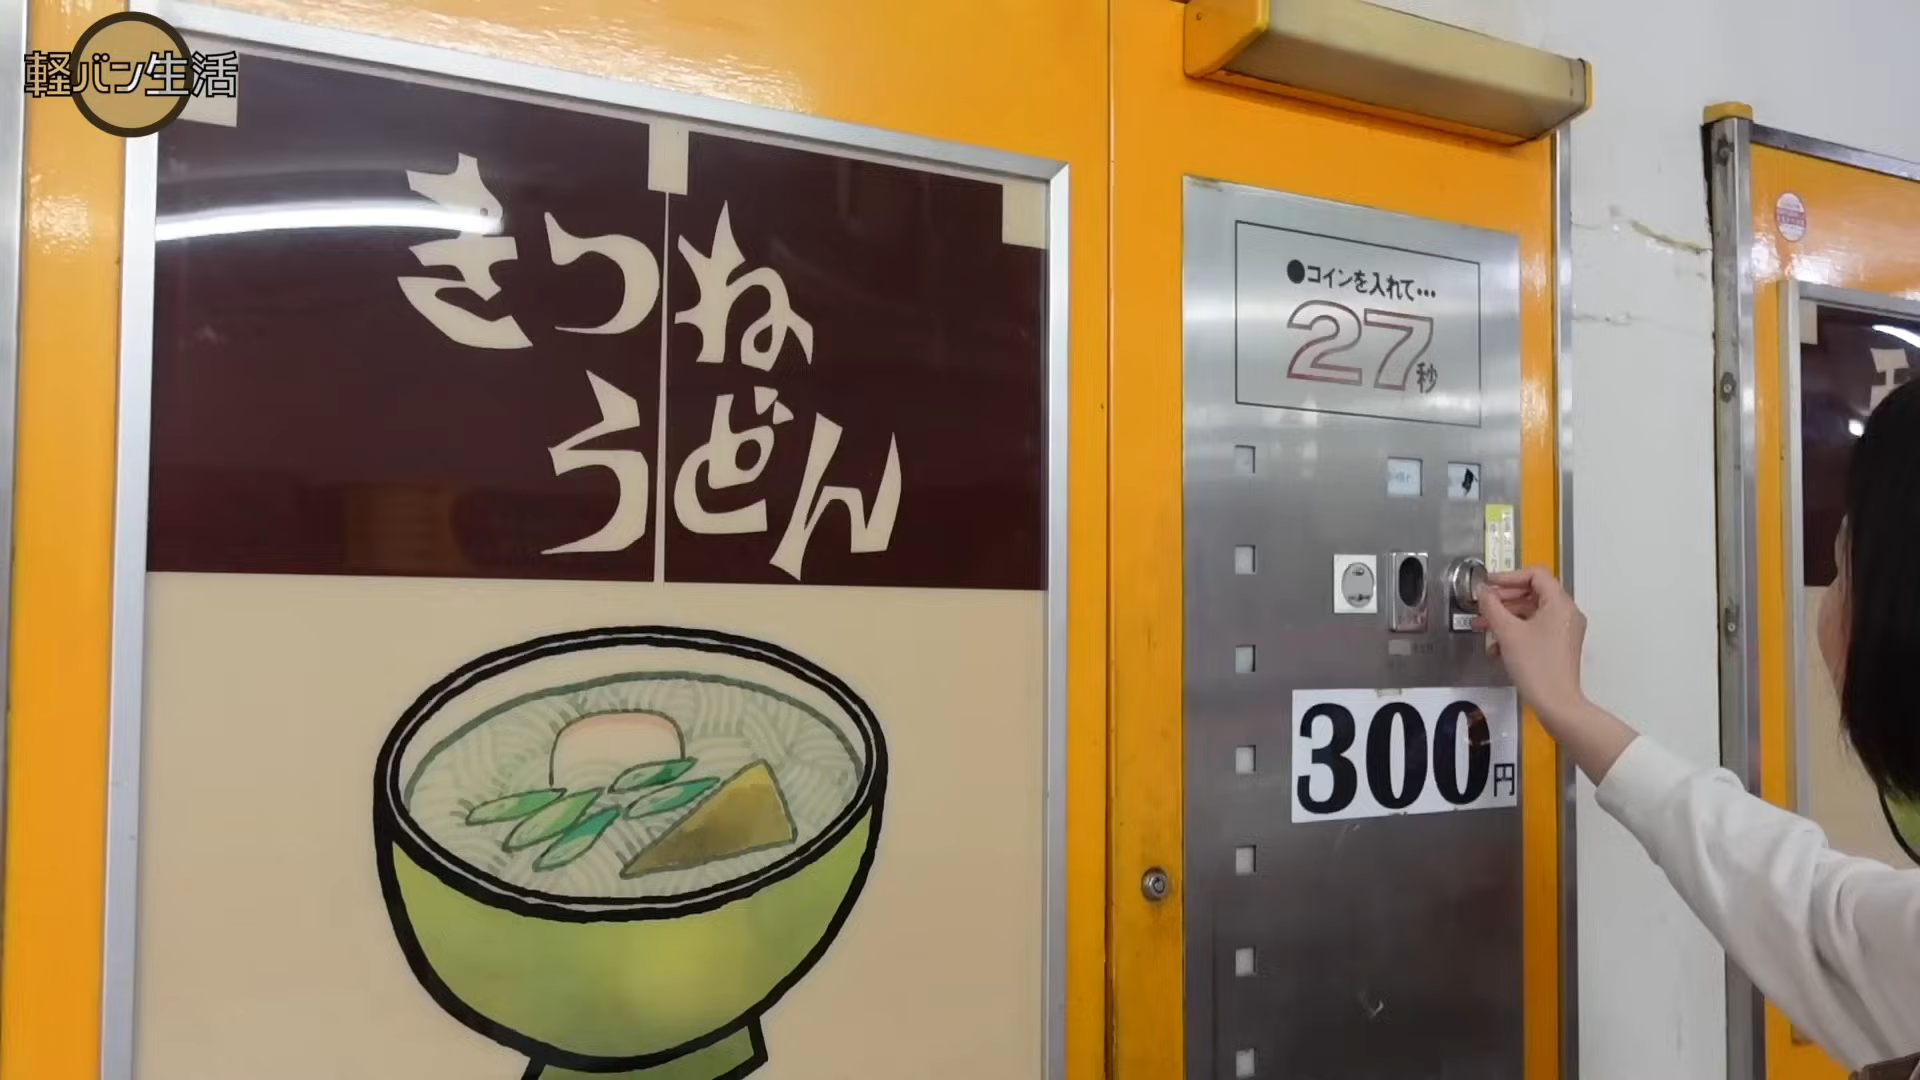 軽バン生活
きつね
うどん
●コインを入れて…
27秒
300円